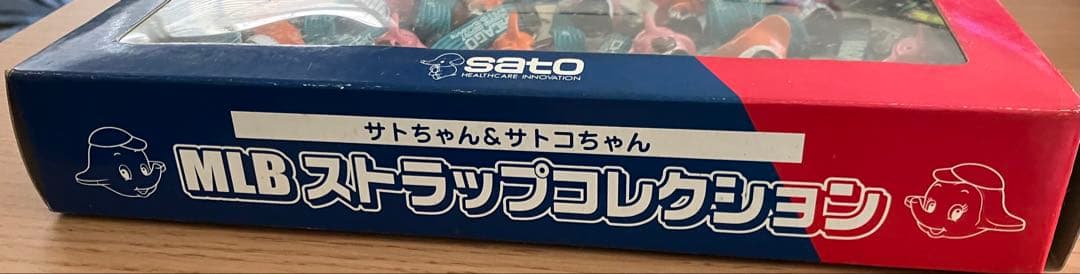 sato
HEALTHCARE INNOVATION
サトちゃん&サトコちゃん
MLBストラップコレクション